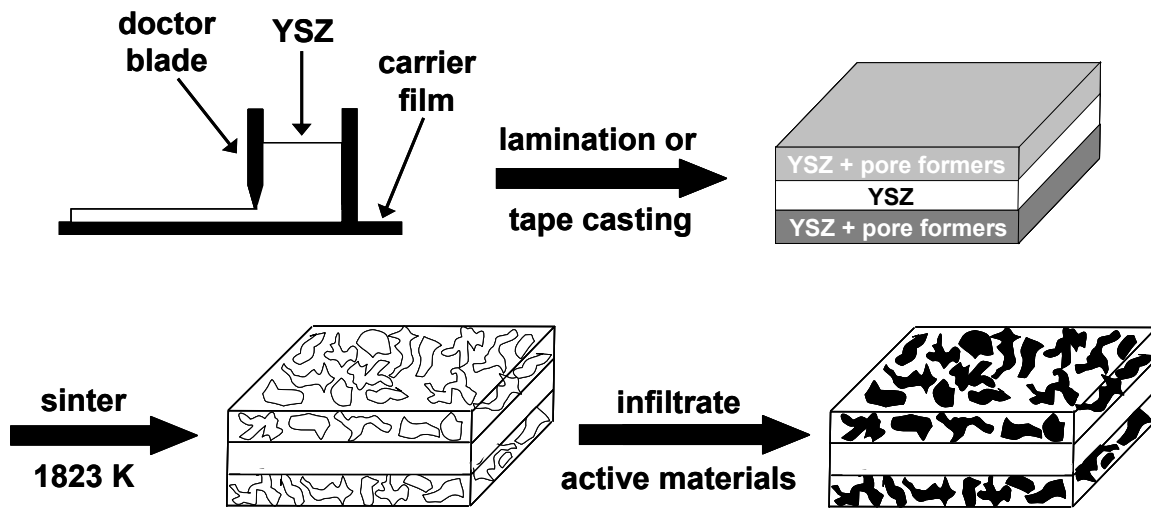 doctor
blade
YSZ
carrier
film
lamination or
tape casting
YSZ + pore formers
YSZ
YSZ + pore formers
sinter
1823 K
infiltrate
active materials